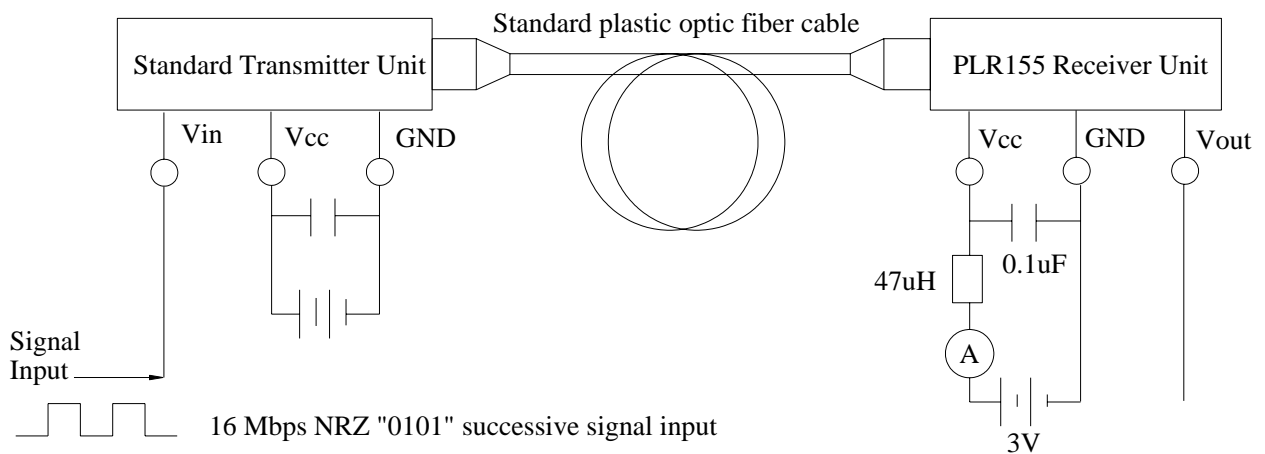 Standard plastic optic fiber cable
Standard Transmitter Unit
PLR155 Receiver Unit
Vin
Vcc
GND
Vcc
GND
Vout
0.1uF
47uH
A
Signal
Input
3V
16 Mbps NRZ "0101" successive signal input